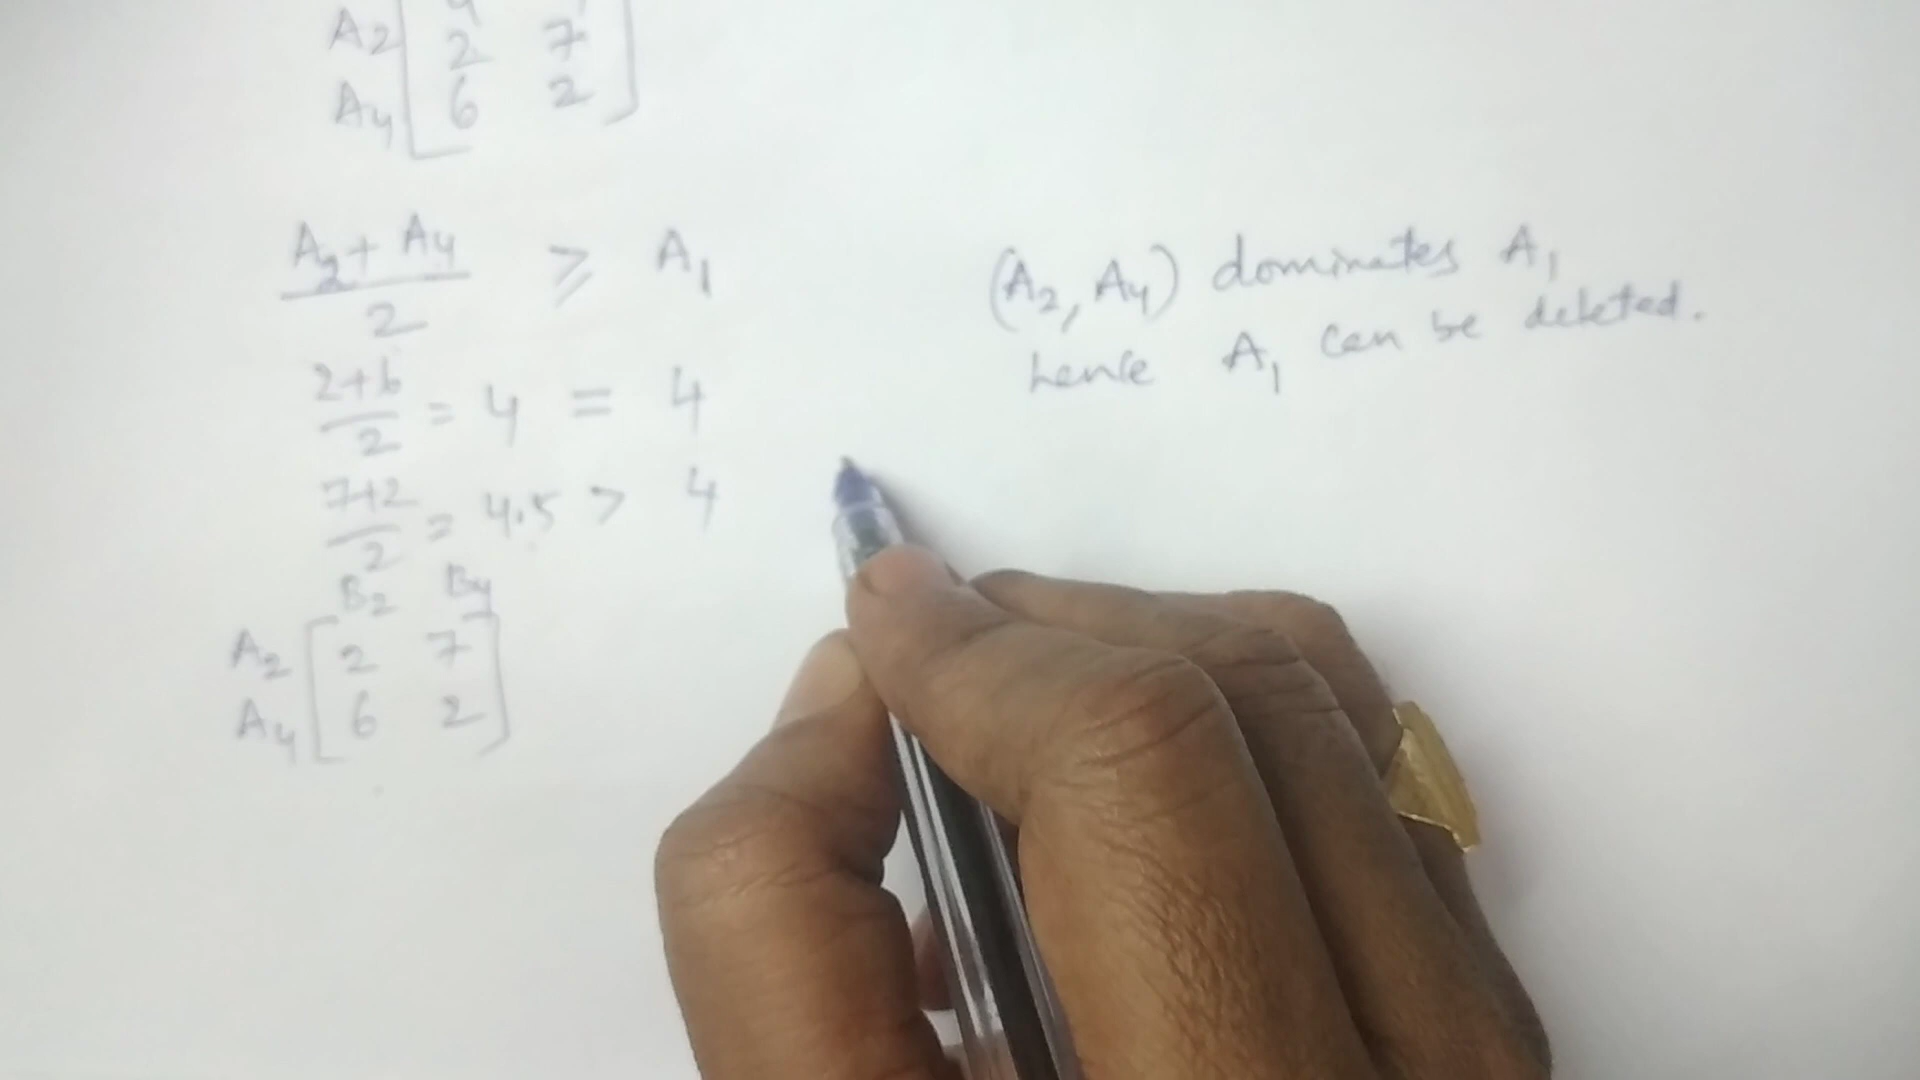 A2 2 7
A4 6 2
A2 + A4 / 2 ≥ A1
(A2, A4) dominates A1
hence A1 can be deleted.
2+6 / 2 = 4 = 4
7+2 / 2 = 4.5 > 4
B2 B4
A2 2 7
A4 6 2